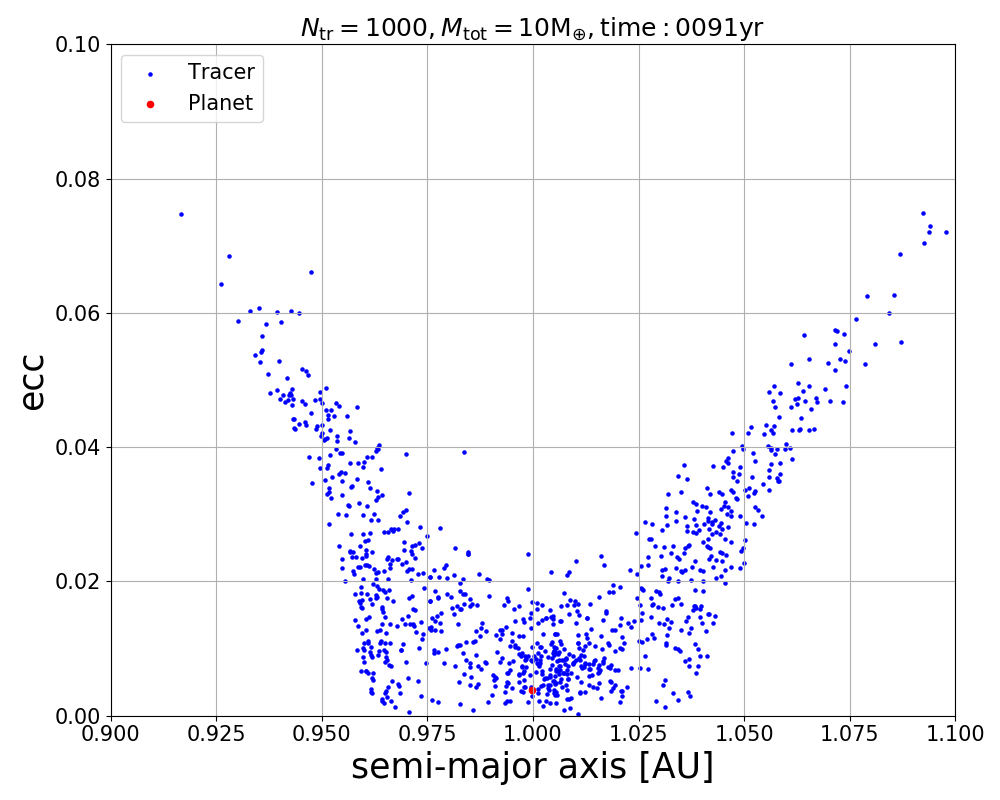 N_tr = 1000, M_tot = 10M_⊕, time : 0091yr
Tracer
Planet
0.10
0.08
0.06
0.04
0.02
0.00
ecc
0.900 0.925 0.950 0.975 1.000 1.025 1.050 1.075 1.100
semi-major axis [AU]